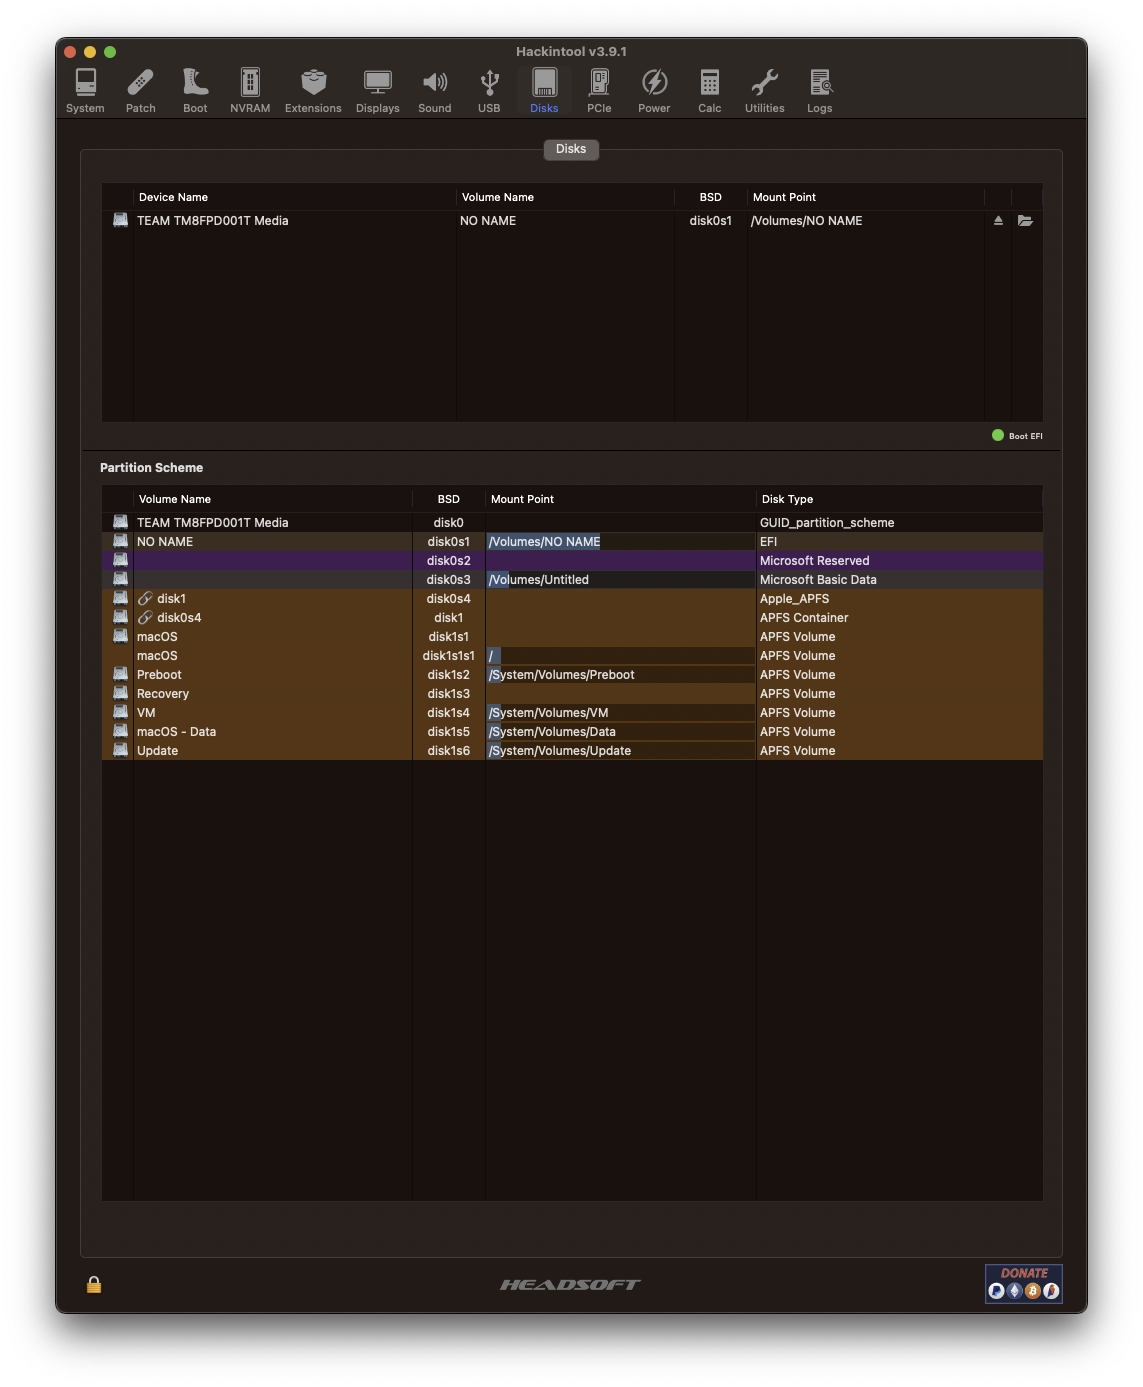 Hackintool v3.9.1
System Patch Boot NVRAM Extensions Displays Sound USB Disks PCIe Power Calc Utilities Logs
Disks
Device Name Volume Name BSD Mount Point
TEAM TM8FPD001T Media NO NAME disk0s1 /Volumes/NO NAME
Boot EFI
Partition Scheme
Volume Name BSD Mount Point Disk Type
TEAM TM8FPD001T Media disk0 GUID_partition_scheme
NO NAME disk0s1 /Volumes/NO NAME EFI
disk0s2 Microsoft Reserved
disk0s3 /Volumes/Untitled Microsoft Basic Data
disk1 disk0s4 Apple_APFS
disk0s4 disk1 APFS Container
macOS disk1s1 APFS Volume
macOS disk1s1s1 / APFS Volume
Preboot disk1s2 /System/Volumes/Preboot APFS Volume
Recovery disk1s3 APFS Volume
VM disk1s4 /System/Volumes/VM APFS Volume
macOS - Data disk1s5 /System/Volumes/Data APFS Volume
Update disk1s6 /System/Volumes/Update APFS Volume
HEADSOFT
DONATE